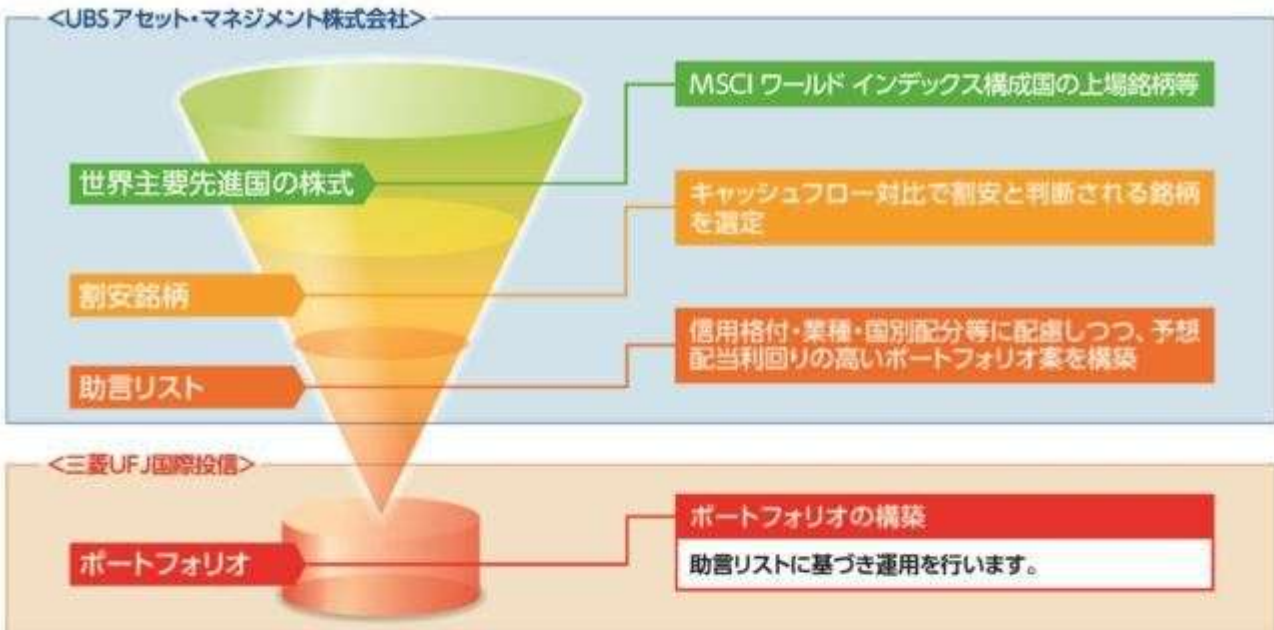 <UBSアセット・マネジメント株式会社>
MSCI ワールド インデックス構成国の上場銘柄等
世界主要先進国の株式
キャッシュフロー対比で割安と判断される銘柄
を選定
割安銘柄
信用格付・業種・国別配分等に配慮しつつ、予想
配当利回りの高いポートフォリオ案を構築
助言リスト
<三菱UFJ国際投信>
ポートフォリオの構築
ポートフォリオ
助言リストに基づき運用を行います。